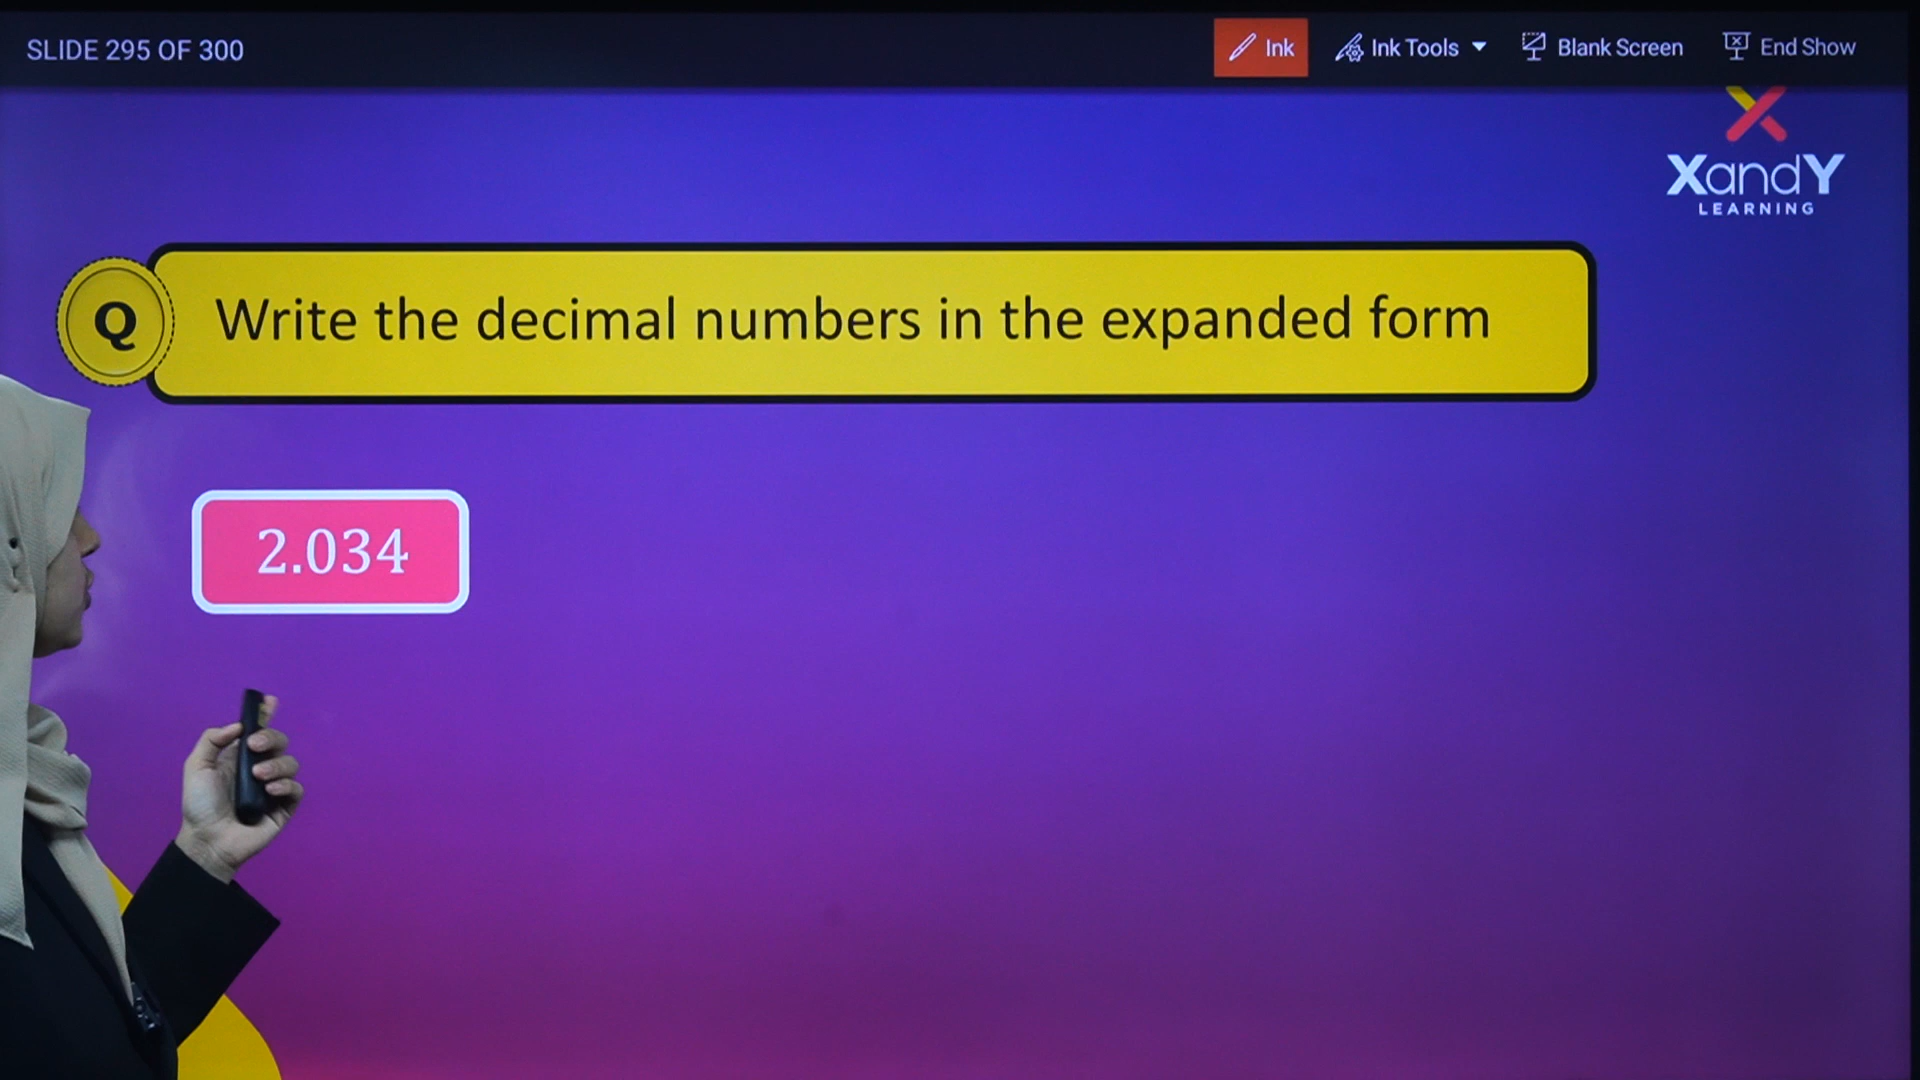 SLIDE 295 OF 300
Ink
Ink Tools
Blank Screen
End Show
XandY
LEARNING
Q
Write the decimal numbers in the expanded form
2.034